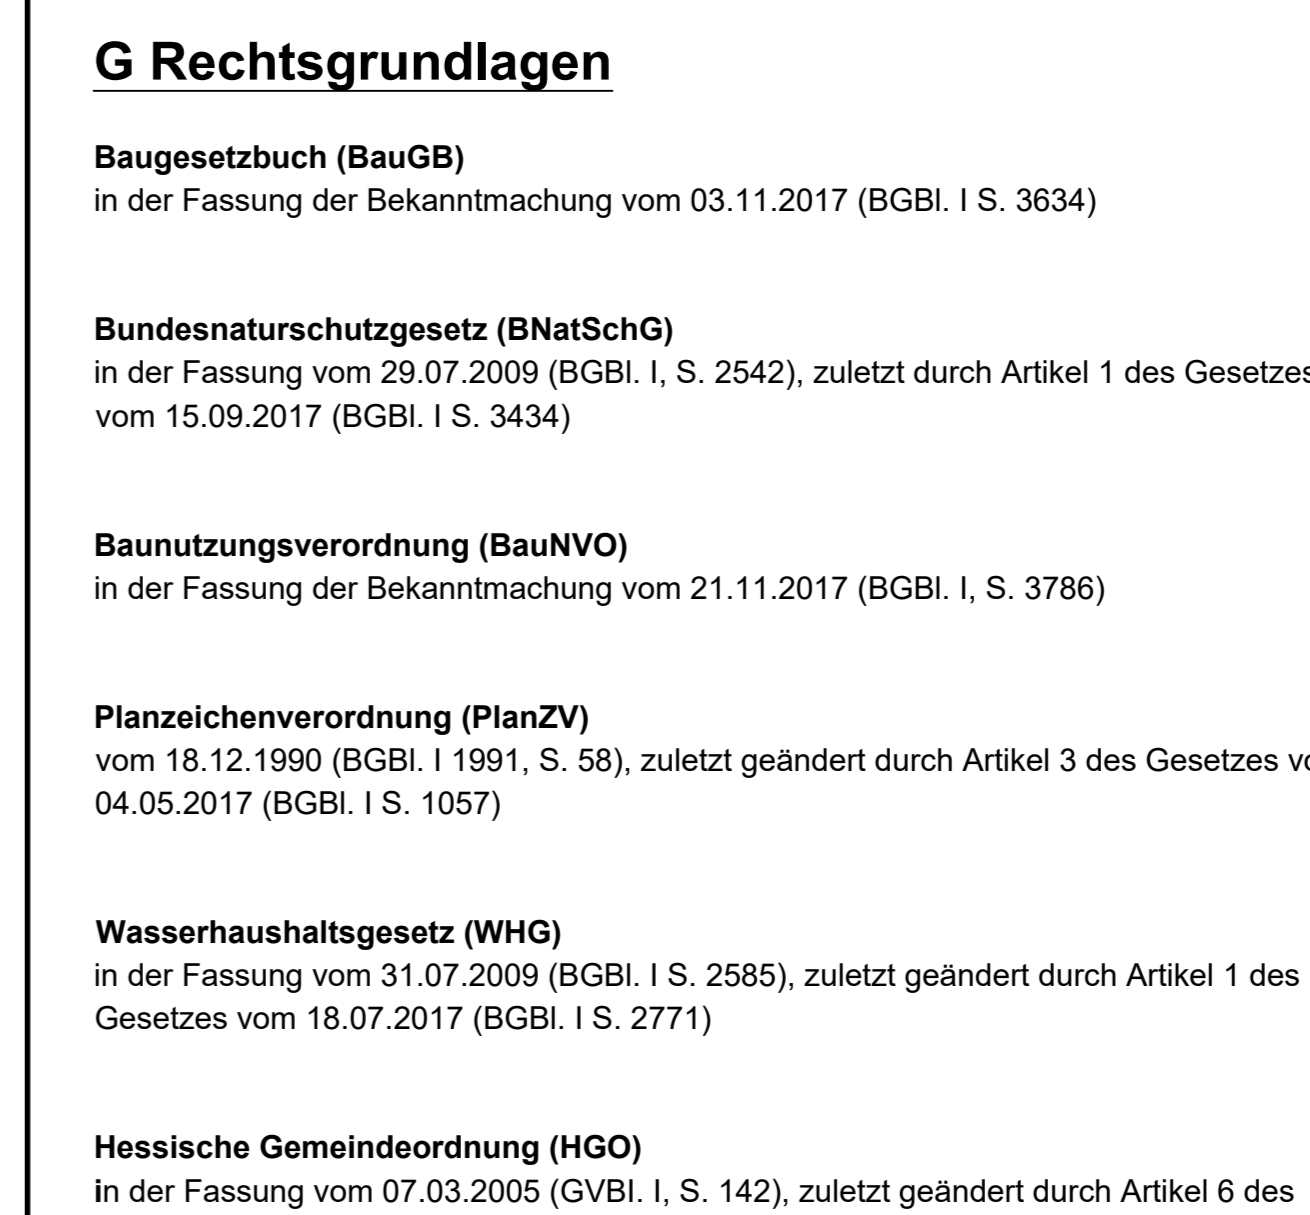 G Rechtsgrundlagen
Baugesetzbuch (BauGB)
in der Fassung der Bekanntmachung vom 03.11.2017 (BGBl. I S. 3634)
Bundesnaturschutzgesetz (BNatSchG)
in der Fassung vom 29.07.2009 (BGBl. I, S. 2542), zuletzt durch Artikel 1 des Gesetzes
vom 15.09.2017 (BGBl. I S. 3434)
Baunutzungsverordnung (BauNVO)
in der Fassung der Bekanntmachung vom 21.11.2017 (BGBl. I, S. 3786)
Planzeichenverordnung (PlanZV)
vom 18.12.1990 (BGBl. I 1991, S. 58), zuletzt geändert durch Artikel 3 des Gesetzes
04.05.2017 (BGBl. I S. 1057)
Wasserhaushaltsgesetz (WHG)
in der Fassung vom 31.07.2009 (BGBl. I S. 2585), zuletzt geändert durch Artikel 1 des
Gesetzes vom 18.07.2017 (BGBl. I S. 2771)
Hessische Gemeindeordnung (HGO)
in der Fassung vom 07.03.2005 (GVBl. I, S. 142), zuletzt geändert durch Artikel 6 des